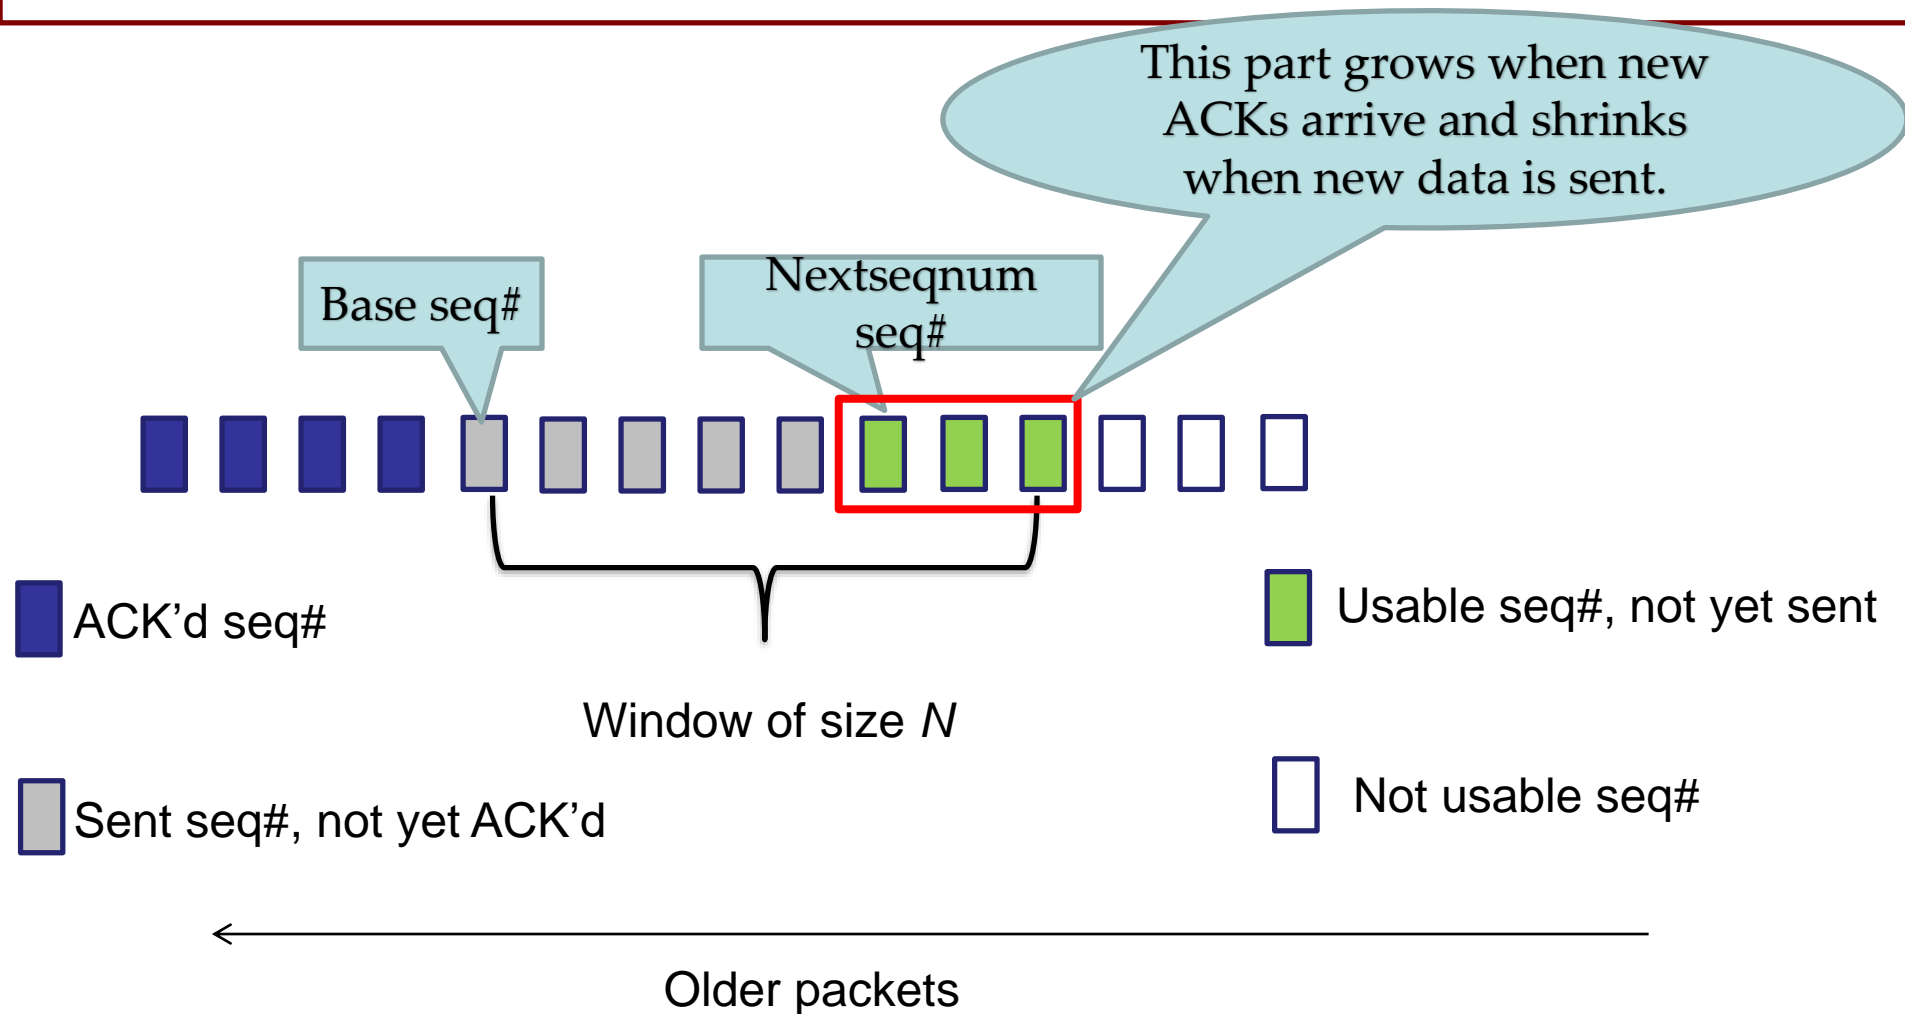 This part grows when new
ACKs arrive and shrinks
when new data is sent.
Base seq#
Nextseqnum
seq#
ACK’d seq#
Usable seq#, not yet sent
Window of size N
Sent seq#, not yet ACK’d
Not usable seq#
Older packets